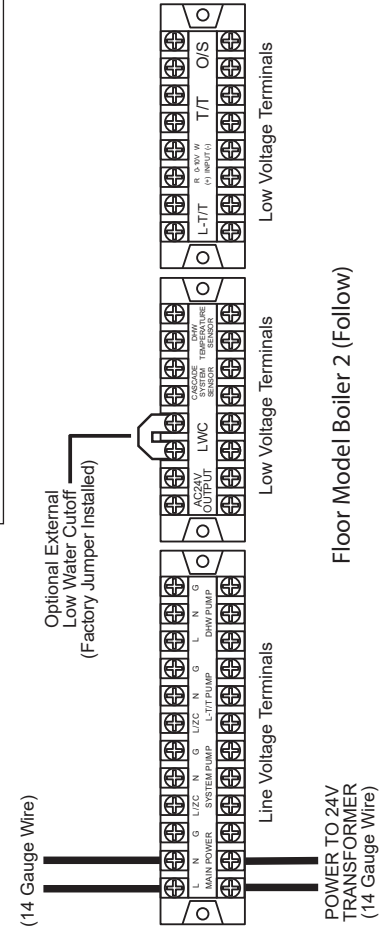 (14 Gauge Wire)
Optional External
Low Water Cutoff
(Factory Jumper Installed)
L N G L/ZC N G L/ZC N G L N G
MAIN POWER SYSTEM PUMP L-T/T PUMP DHW PUMP
Line Voltage Terminals
AC24V
OUTPUT
LWC
CASCADE
SYSTEM
SENSOR
DHW
TEMPERATURE
SENSOR
Low Voltage Terminals
L-T/T
R 0-10V W
(+) INPUT (-)
T/T
O/S
Low Voltage Terminals
POWER TO 24V
TRANSFORMER
(14 Gauge Wire)
Floor Model Boiler 2 (Follow)